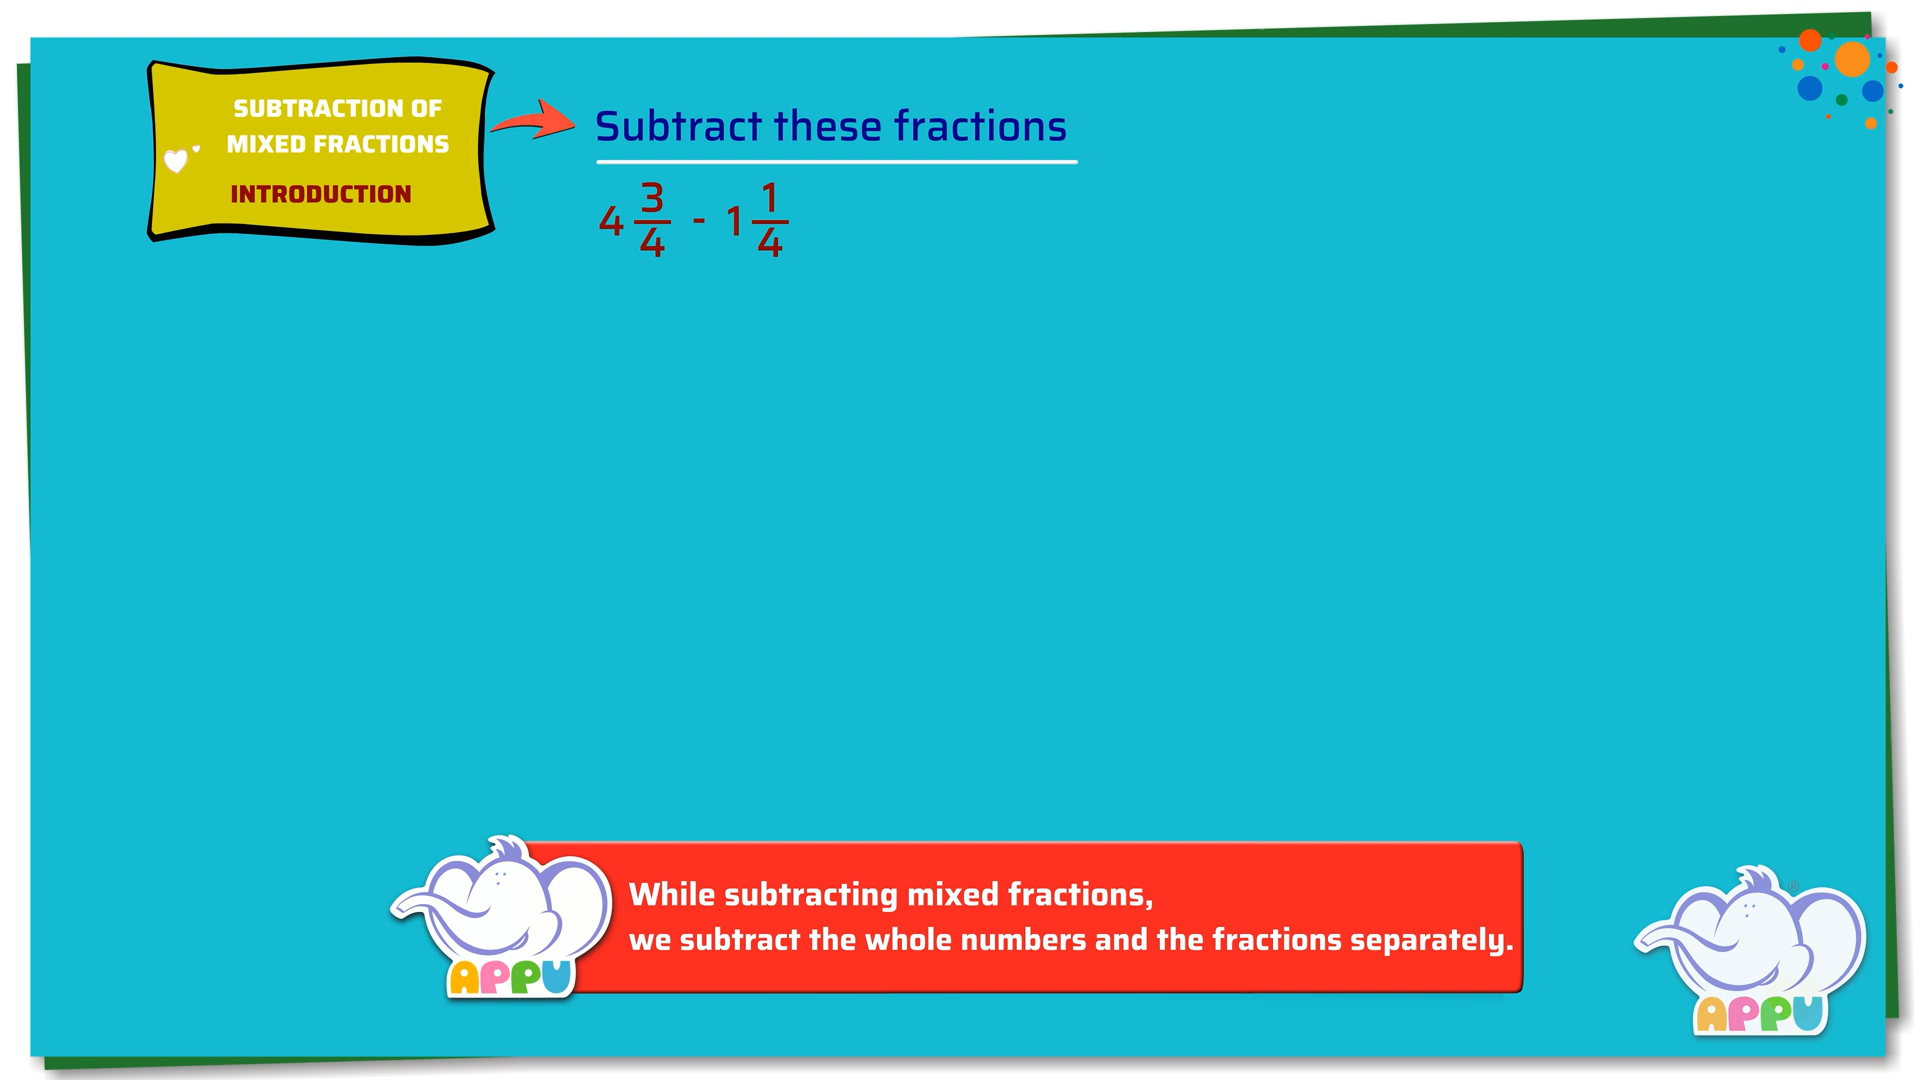 SUBTRACTION OF
MIXED FRACTIONS
INTRODUCTION
Subtract these fractions
4 3/4 - 1 1/4
While subtracting mixed fractions,
we subtract the whole numbers and the fractions separately.
APPU
APPU
®